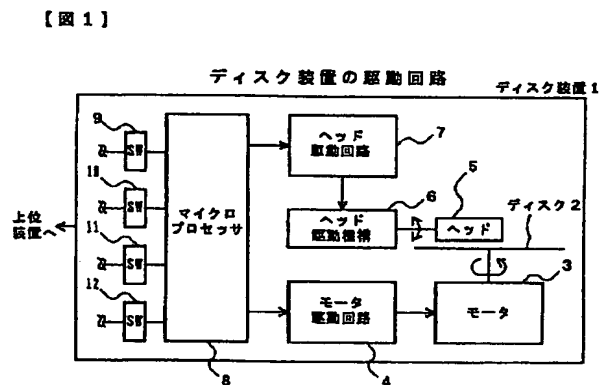 【図1】
ディスク装置の駆動回路
ディスク装置1
9
SW
10
SW
11
SW
12
SW
上位
装置へ
マイクロ
プロセッサ
8
ヘッド
駆動回路
7
ヘッド
駆動機構
6
5
ヘッド
ディスク2
モータ
駆動回路
4
モータ
3